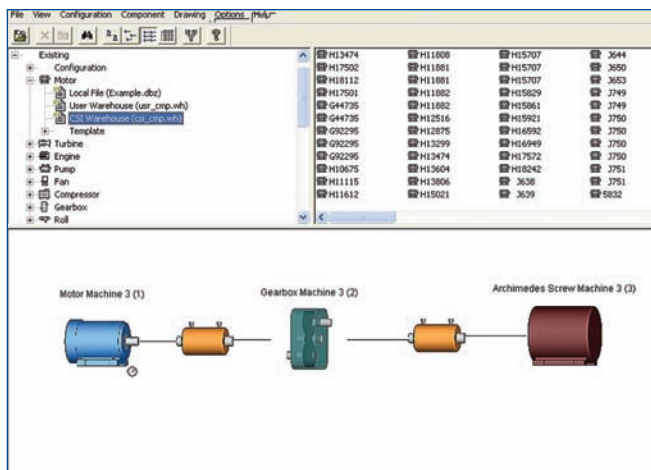 File View Configuration Component Drawing Options Help
Existing
Configuration
Motor
Local File (Example.dbz)
User Warehouse (usr_cmp.wh)
CSI Warehouse (csi_cmp.wh)
Template
Turbine
Engine
Pump
Fan
Compressor
Gearbox
Roll
H13474 H11808 H15707 J644
H17502 H11881 H15707 J650
H18112 H11881 H15707 J653
H17501 H11882 H15829 J749
G44735 H11882 H15861 J749
G44735 H12516 H15921 J750
G92295 H12875 H16592 J750
G92295 H13299 H16949 J750
G92295 H13474 H17572 J750
H10675 H13604 H18242 J751
H11115 H13806 J638 J751
H11612 H15021 J639 5832
Motor Machine 3 (1) Gearbox Machine 3 (2) Archimedes Screw Machine 3 (3)